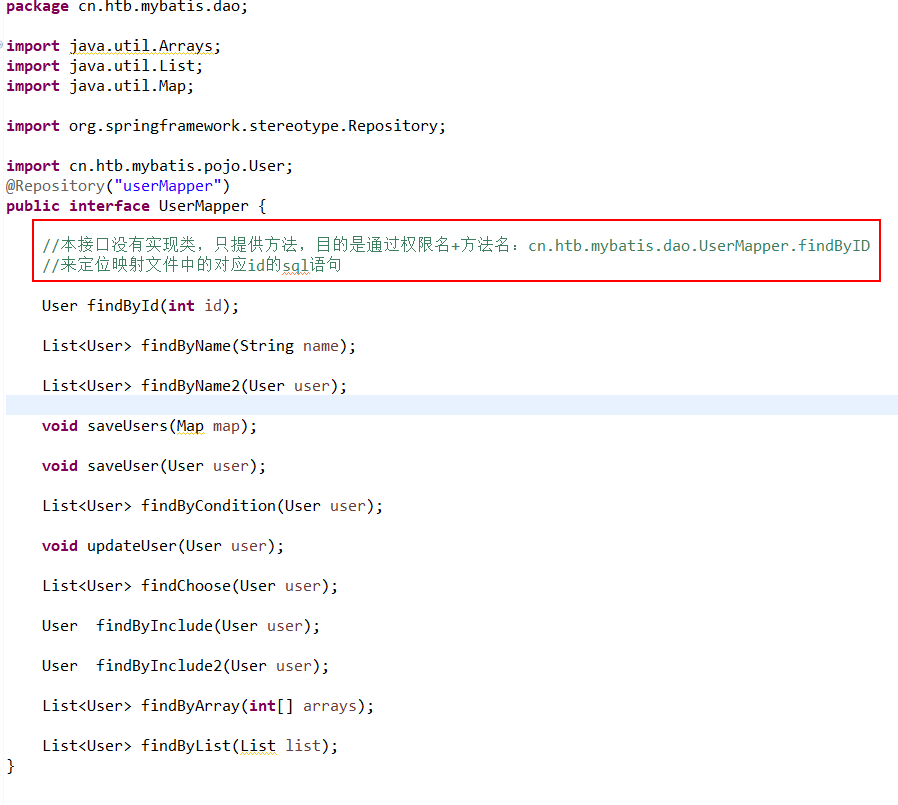 package cn.htb.mybatis.dao;
import java.util.Arrays;
import java.util.List;
import java.util.Map;
import org.springframework.stereotype.Repository;
import cn.htb.mybatis.pojo.User;
@Repository("userMapper")
public interface UserMapper {
//本接口没有实现类，只提供方法，目的是通过权限名+方法名：cn.htb.mybatis.dao.UserMapper.findByID
//来定位映射文件中的对应id的sql语句
User findById(int id);
List<User> findByName(String name);
List<User> findByName2(User user);
void saveUsers(Map map);
void saveUser(User user);
List<User> findByCondition(User user);
void updateUser(User user);
List<User> findChoose(User user);
User  findByInclude(User user);
User  findByInclude2(User user);
List<User> findByArray(int[] arrays);
List<User> findByList(List list);
}